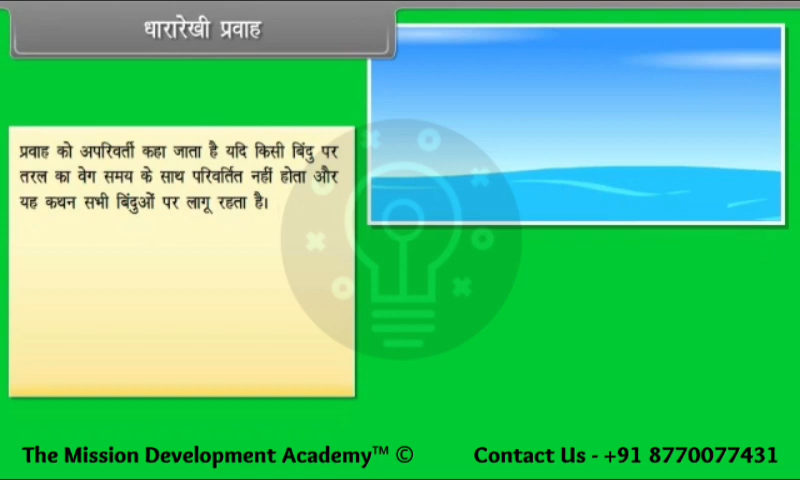 धारारेखी प्रवाह
प्रवाह को अपरिवर्ती कहा जाता है यदि किसी बिंदु पर
तरल का वेग समय के साथ परिवर्तित नहीं होता और
यह कथन सभी बिंदुओं पर लागू रहता है।
The Mission Development Academy™ ©
Contact Us - +91 8770077431